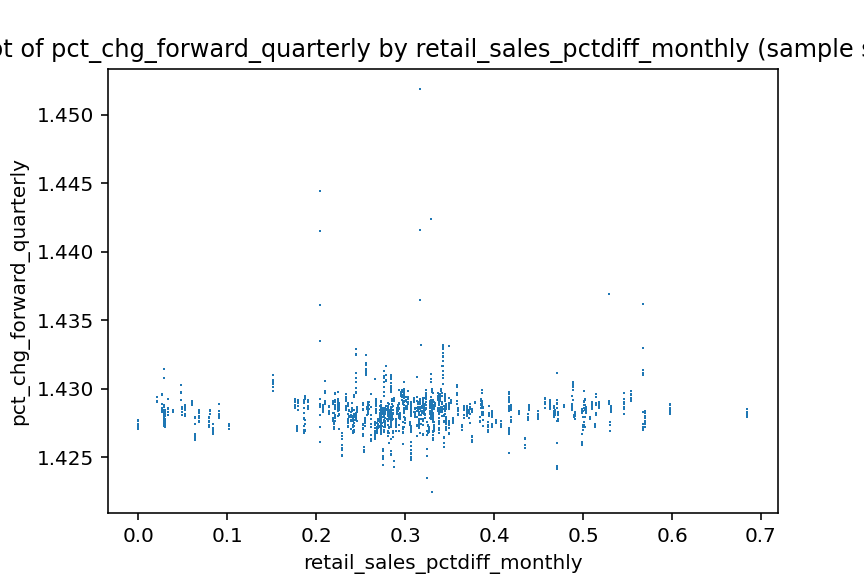 of pct_chg_forward_quarterly by retail_sales_pctdiff_monthly (sample
pct_chg_forward_quarterly
1.450
1.445
1.440
1.435
1.430
1.425
0.0 0.1 0.2 0.3 0.4 0.5 0.6 0.7
retail_sales_pctdiff_monthly